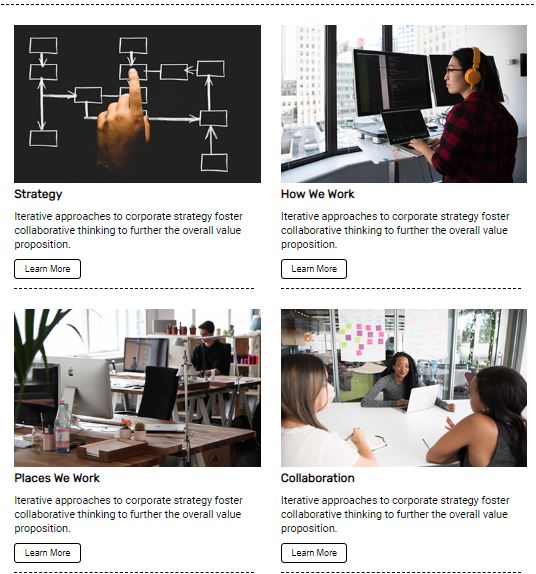 Strategy
Iterative approaches to corporate strategy foster
collaborative thinking to further the overall value
proposition.
Learn More
How We Work
Iterative approaches to corporate strategy foster
collaborative thinking to further the overall value
proposition.
Learn More
Places We Work
Iterative approaches to corporate strategy foster
collaborative thinking to further the overall value
proposition.
Learn More
Collaboration
Iterative approaches to corporate strategy foster
collaborative thinking to further the overall value
proposition.
Learn More